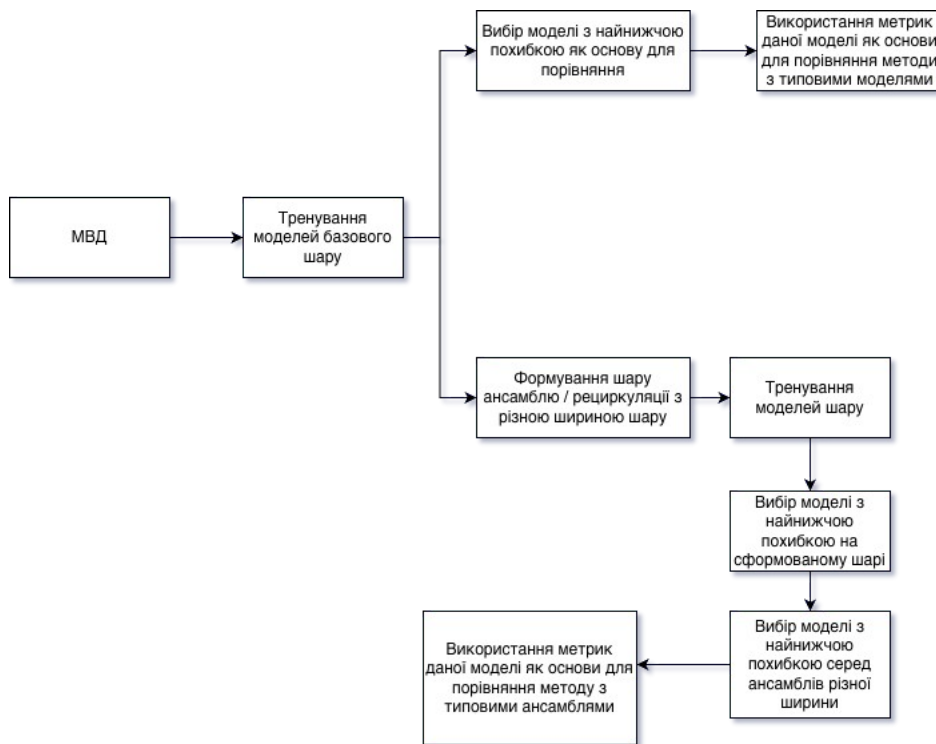 Вибір моделі з найнижчою
похибкою як основу для
порівняння
Використання метрик
даної моделі як основи
для порівняння методи
з типовими моделями
МВД
Тренування
моделей базового
шару
Формування шару
ансамблю / рециркуляції з
різною шириною шару
Тренування
моделей шару
Вибір моделі з
найнижчою
похибкою на
сформованому шарі
Вибір моделі з
найнижчою
похибкою серед
ансамблів різної
ширини
Використання метрик
даної моделі як основи для
порівняння методу з
типовими ансамблями